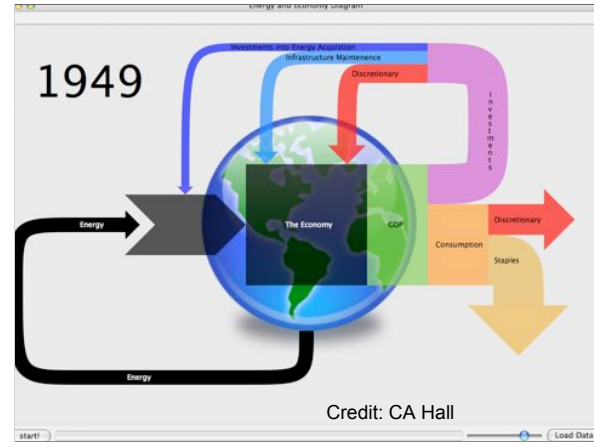 Energy and Economy Diagram
1949
Investments into Energy Acquistion
Infrastructure Maintenence
Discretionary
Investments
Energy
The Economy
GDP
Consumption
Discretionary
Staples
Energy
Credit: CA Hall
start!
Load Data